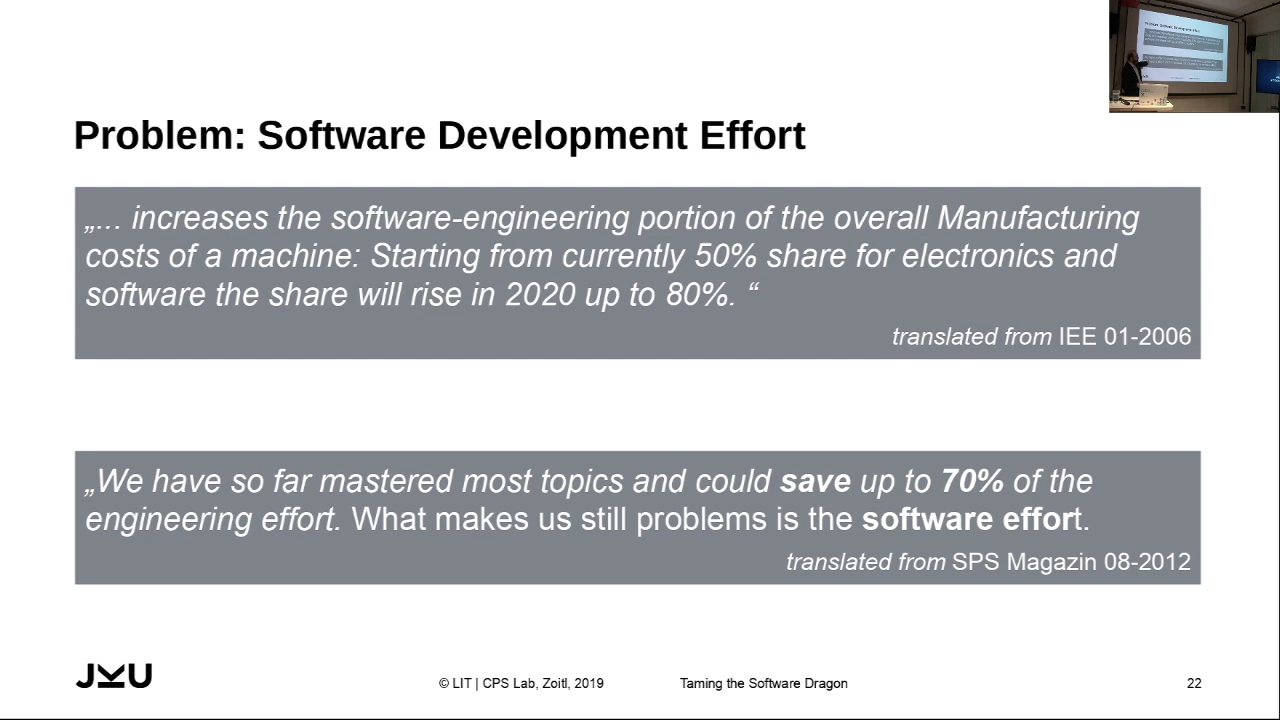 Problem: Software Development Effort
„... increases the software-engineering portion of the overall Manufacturing
costs of a machine: Starting from currently 50% share for electronics and
software the share will rise in 2020 up to 80%. “
translated from IEE 01-2006
„We have so far mastered most topics and could save up to 70% of the
engineering effort. What makes us still problems is the software effort.
translated from SPS Magazin 08-2012
JKU
© LIT | CPS Lab, Zoitl, 2019
Taming the Software Dragon
22